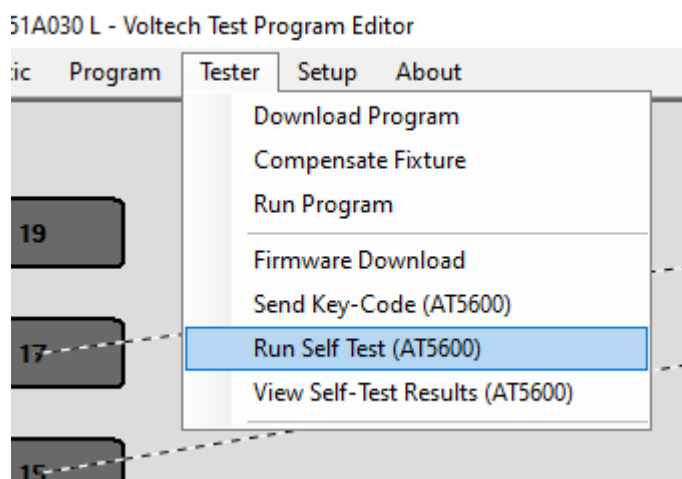 51A030 L - Voltech Test Program Editor
tic Program Tester Setup About
Download Program
Compensate Fixture
Run Program
19
Firmware Download
Send Key-Code (AT5600)
17
Run Self Test (AT5600)
View Self-Test Results (AT5600)
15